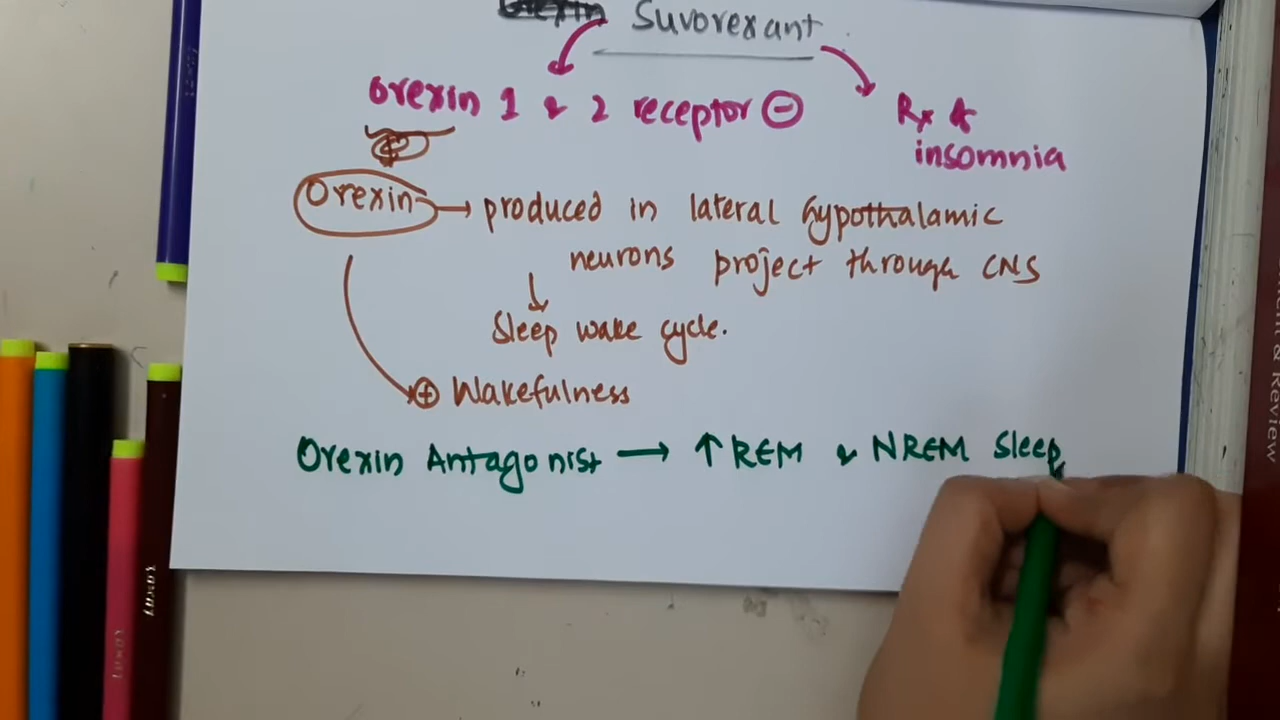 Suvorexant
Orexin 1 & 2 receptor ⊖
Rx of
insomnia
Orexin → produced in lateral hypothalamic
neurons project through CNS
↓
Sleep wake cycle.
⊕ Wakefulness
Orexin Antagonist → ↑ REM & NREM Sleep
& Review